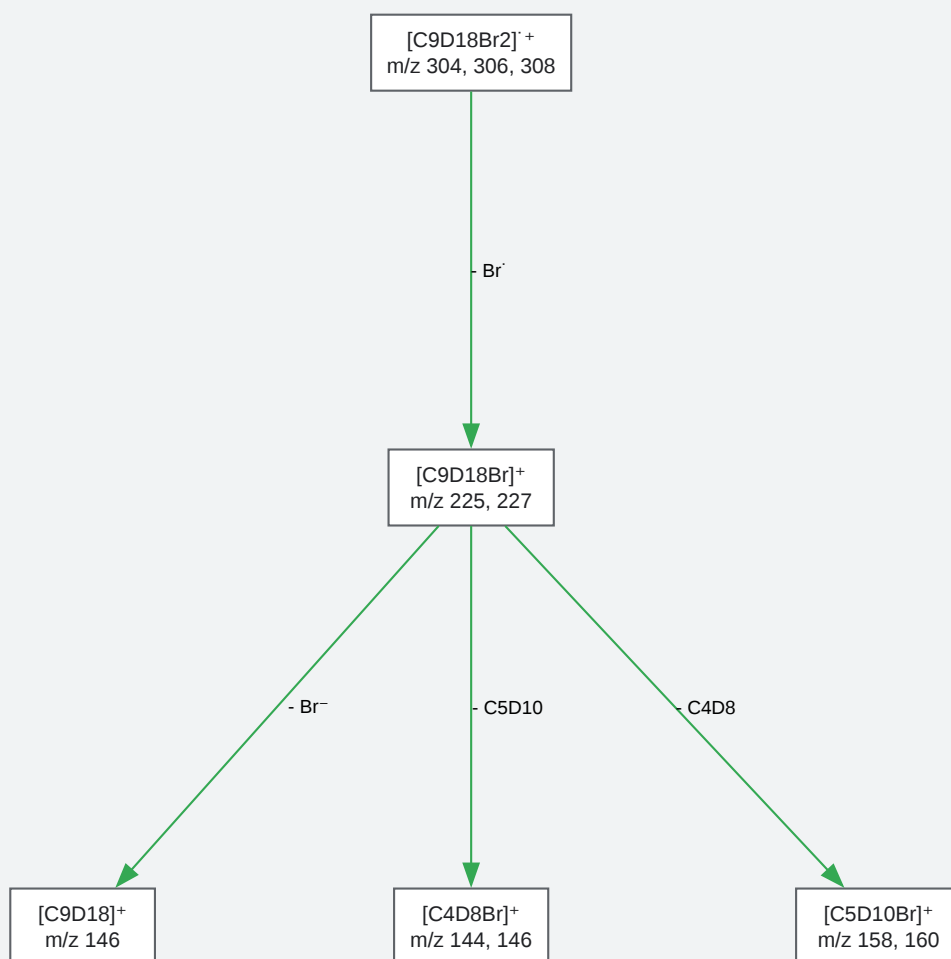 [C9D18Br2]˙⁺
m/z 304, 306, 308
- Br˙
[C9D18Br]⁺
m/z 225, 227
- Br⁻
- C5D10
- C4D8
[C9D18]⁺
m/z 146
[C4D8Br]⁺
m/z 144, 146
[C5D10Br]⁺
m/z 158, 160